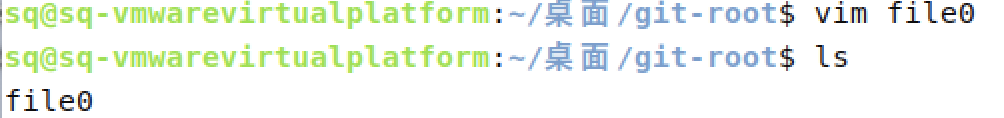 sq@sq-vmwarevirtualplatform:~/桌面/git-root$ vim file0
sq@sq-vmwarevirtualplatform:~/桌面/git-root$ ls
file0